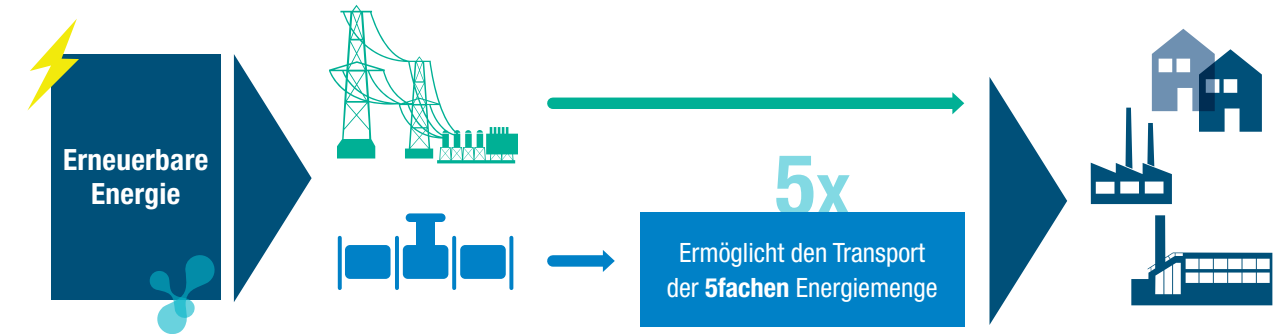 Erneuerbare
Energie
5x
Ermöglicht den Transport
der 5fachen Energiemenge